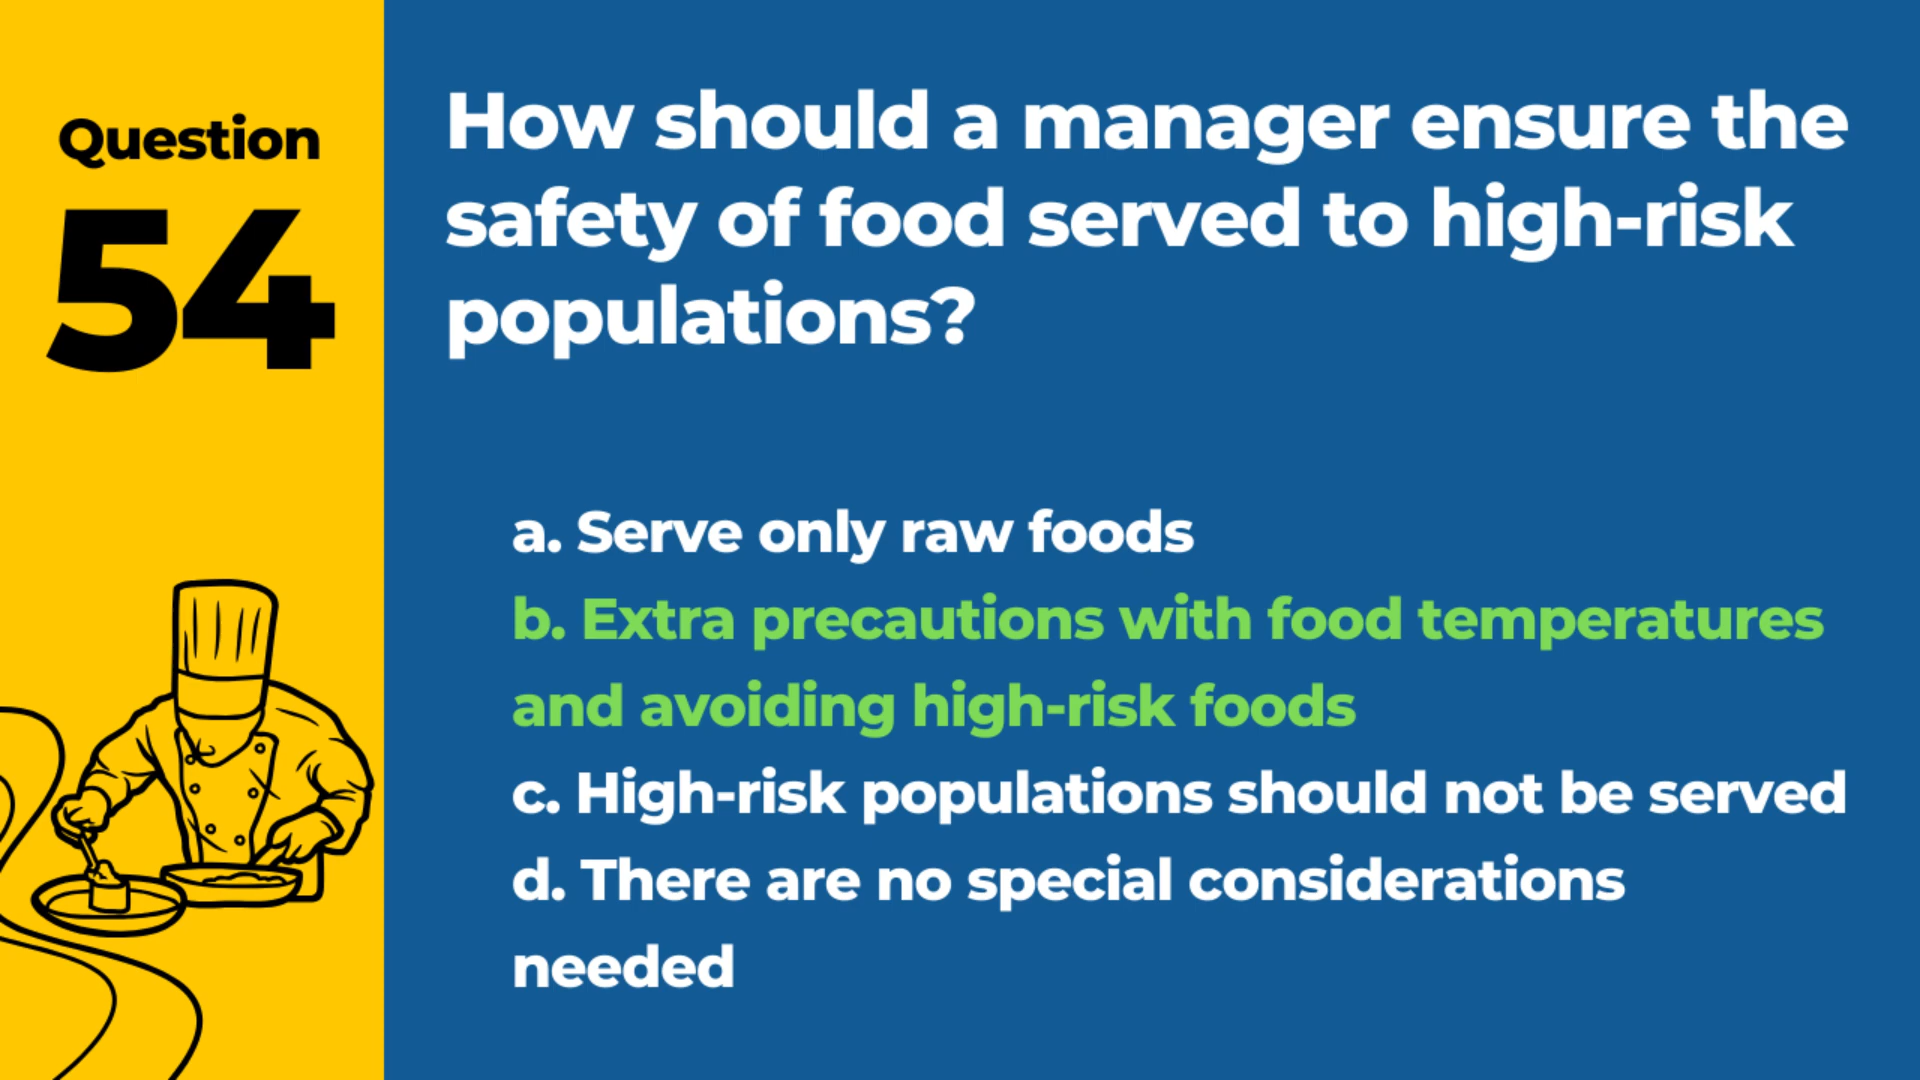 Question
54
How should a manager ensure the
safety of food served to high-risk
populations?
a. Serve only raw foods
b. Extra precautions with food temperatures
and avoiding high-risk foods
c. High-risk populations should not be served
d. There are no special considerations
needed